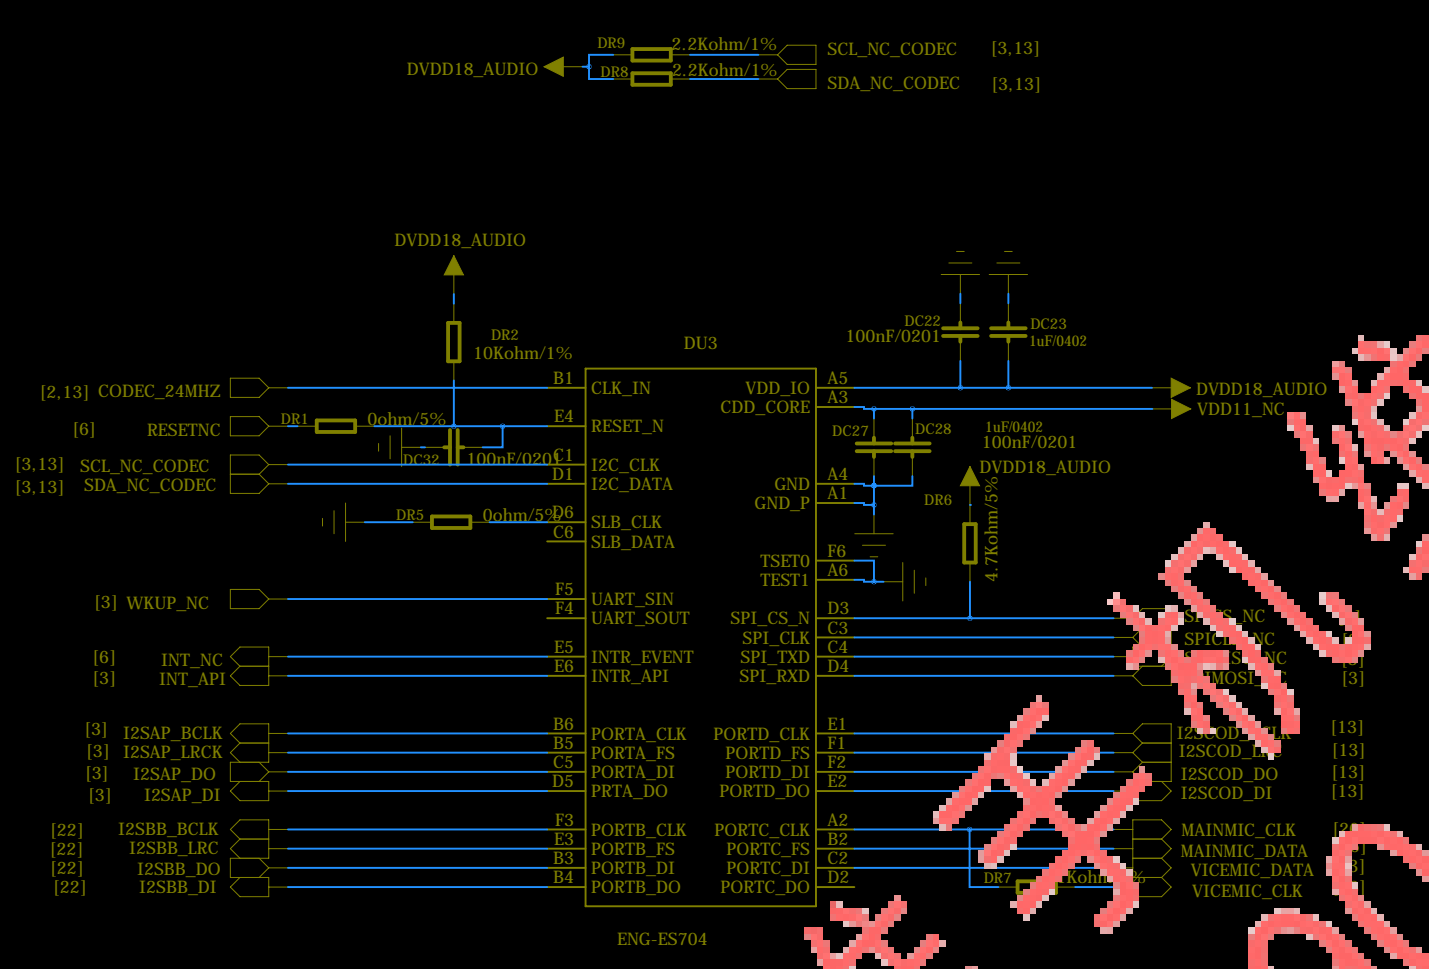 DR9 2.2Kohm/1% SCL_NC_CODEC [3,13]
DVDD18_AUDIO
DR8 2.2Kohm/1% SDA_NC_CODEC [3,13]
DVDD18_AUDIO
DR2
10Kohm/1%
DC22
100nF/0201
DC23
1uF/0402
DU3
[2,13] CODEC_24MHZ B1 CLK_IN
VDD_IO A5 DVDD18_AUDIO
CDD_CORE A3 VDD11_NC
[6] RESETNC DR1 0ohm/5% E4 RESET_N
DC32 100nF/0201
DC27 DC28 1uF/0402
100nF/0201
[3,13] SCL_NC_CODEC C1 I2C_CLK
[3,13] SDA_NC_CODEC D1 I2C_DATA
GND A4
GND_P A1
DVDD18_AUDIO
DR6 4.7Kohm/5%
DR5 0ohm/5% D6 SLB_CLK
C6 SLB_DATA
TSET0 F6
TEST1 A6
[3] WKUP_NC F5 UART_SIN
F4 UART_SOUT
SPI_CS_N D3
SPI_CLK C3
SPI_TXD C4
SPI_RXD D4 [3]
[6] INT_NC E5 INTR_EVENT
[3] INT_API E6 INTR_API
[3] I2SAP_BCLK B6 PORTA_CLK
[3] I2SAP_LRCK B5 PORTA_FS
[3] I2SAP_DO C5 PORTA_DI
[3] I2SAP_DI D5 PRTA_DO
PORTD_CLK E1 [13]
PORTD_FS F1 [13]
PORTD_DI F2 I2SCOD_DO [13]
PORTD_DO E2 I2SCOD_DI [13]
[22] I2SBB_BCLK F3 PORTB_CLK
[22] I2SBB_LRC E3 PORTB_FS
[22] I2SBB_DO B3 PORTB_DI
[22] I2SBB_DI B4 PORTB_DO
PORTC_CLK A2 MAINMIC_CLK
PORTC_FS B2 MAINMIC_DATA
PORTC_DI C2 VICEMIC_DATA
PORTC_DO D2 DR7 VICEMIC_CLK
ENG-ES704